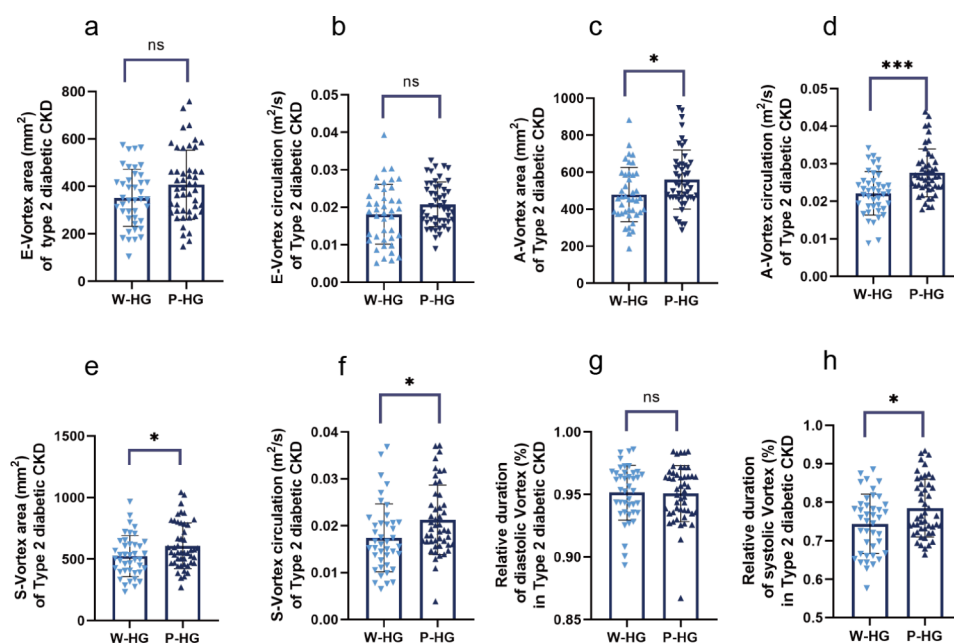 a
ns
E-Vortex area (mm²)
of Type 2 diabetic CKD
800
600
400
200
0
W-HG P-HG
b
ns
E-Vortex circulation (m²/s)
of Type 2 diabetic CKD
0.05
0.04
0.03
0.02
0.01
0.00
W-HG P-HG
c
*
A-Vortex area (mm²)
of Type 2 diabetic CKD
1000
800
600
400
200
0
W-HG P-HG
d
***
A-Vortex circulation (m²/s)
of Type 2 diabetic CKD
0.05
0.04
0.03
0.02
0.01
0.00
W-HG P-HG
e
*
S-Vortex area (mm²)
of Type 2 diabetic CKD
1500
1000
500
0
W-HG P-HG
f
*
S-Vortex circulation (m²/s)
of Type 2 diabetic CKD
0.04
0.03
0.02
0.01
0.00
W-HG P-HG
g
ns
Relative duration
of diastolic Vortex (%)
in Type 2 diabetic CKD
1.00
0.95
0.90
0.85
W-HG P-HG
h
*
Relative duration
of systolic Vortex (%)
in Type 2 diabetic CKD
1.0
0.9
0.8
0.7
0.6
0.5
W-HG P-HG